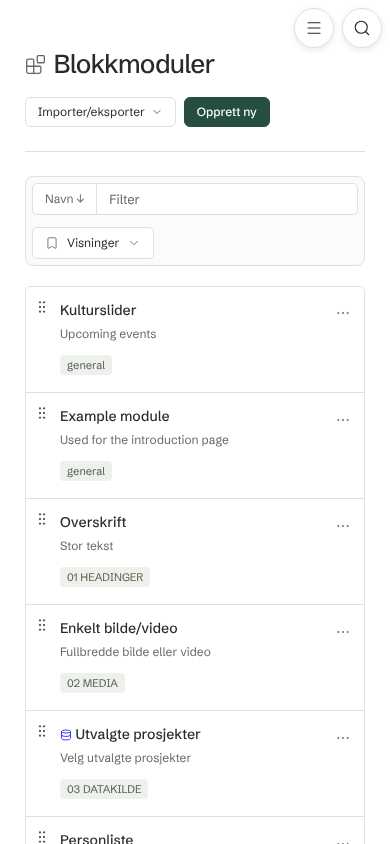 Blokkmoduler
Importer/eksporter
Opprett ny
Navn ↓
Filter
Visninger
Kulturslider
Upcoming events
general
Example module
Used for the introduction page
general
Overskrift
Stor tekst
01 HEADINGER
Enkelt bilde/video
Fullbredde bilde eller video
02 MEDIA
Utvalgte prosjekter
Velg utvalgte prosjekter
03 DATAKILDE
Personliste